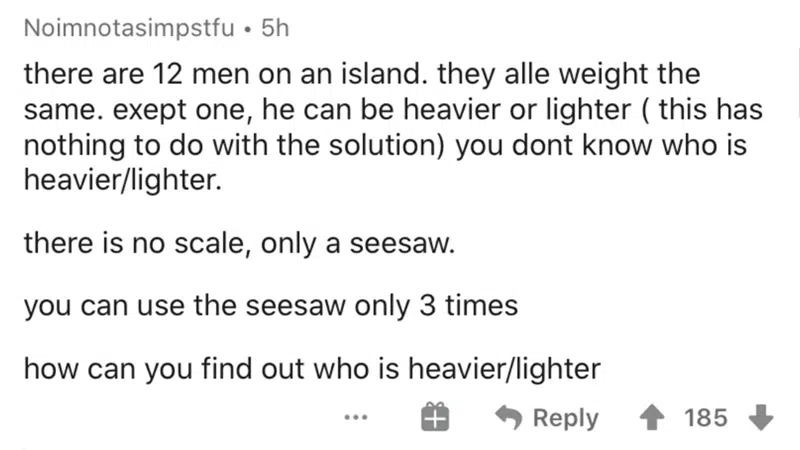 Noimnotasimpstfu • 5h
there are 12 men on an island. they alle weight the
same. exept one, he can be heavier or lighter ( this has
nothing to do with the solution) you dont know who is
heavier/lighter.
there is no scale, only a seesaw.
you can use the seesaw only 3 times
how can you find out who is heavier/lighter
... Reply 185